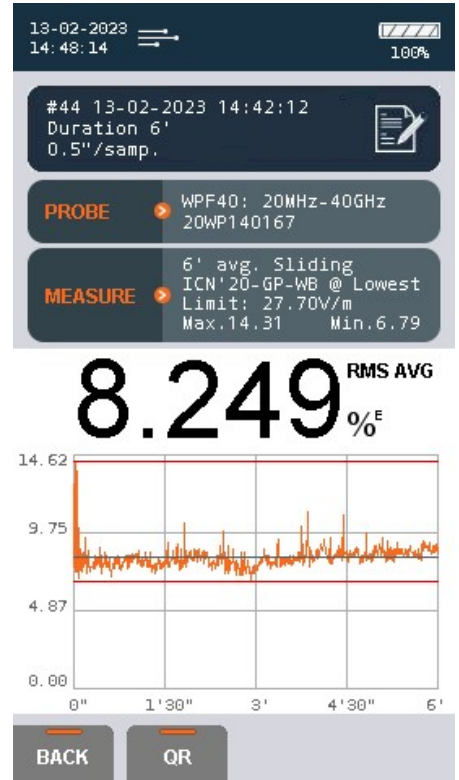 13-02-2023
14:48:14
100%
#44 13-02-2023 14:42:12
Duration 6'
0.5"/samp.
PROBE
WPF40: 20MHz-40GHz
20WP140167
MEASURE
6' avg. Sliding
ICN'20-GP-WB @ Lowest
Limit: 27.70V/m
Max.14.31 Min.6.79
8.249 RMS AVG
%E
14.62
9.75
4.87
0.00
0" 1'30" 3' 4'30" 6'
BACK QR